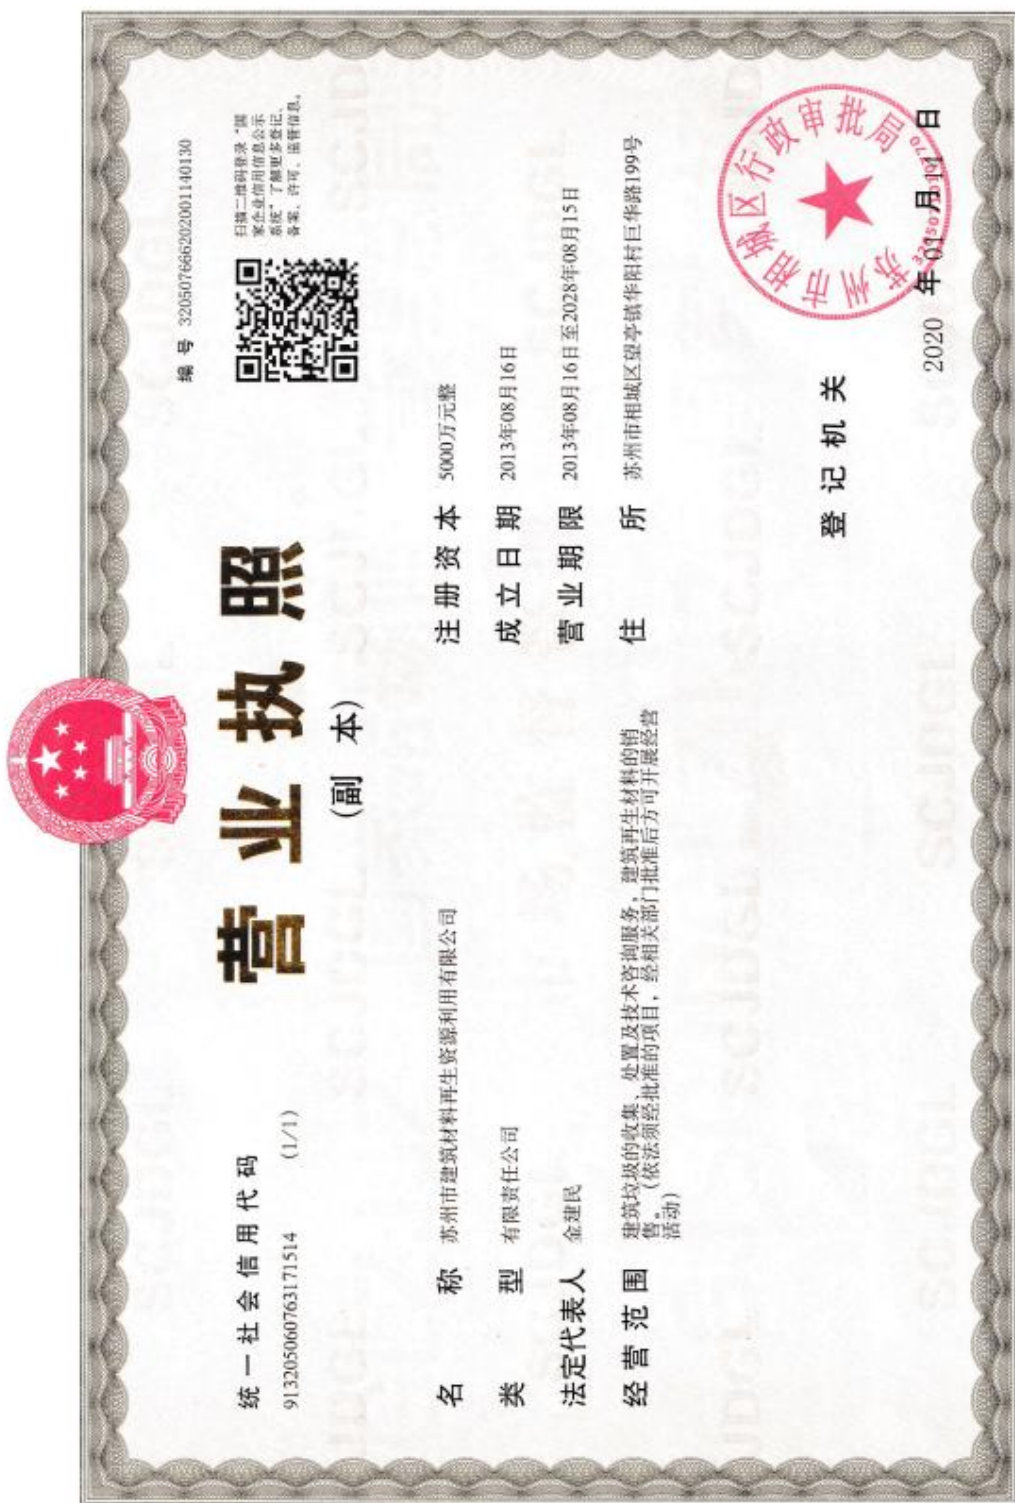 编 号 320507666202001140130
统 一 社 会 信 用 代 码
91320506076317151​4 (1/1)
营 业 执 照
(副 本)
扫描二维码登录“国
家企业信用信息公示
系统”了解更多登记、
备案、许可、监管信息。
名 称 苏州市建筑材料再生资源利用有限公司
类 型 有限责任公司
法定代表人 金建民
经 营 范 围 建筑垃圾的收集、处置及技术咨询服务,建筑再生材料的销
售。(依法须经批准的项目,经相关部门批准后方可开展经营
活动)
注 册 资 本 5000万元整
成 立 日 期 2013年08月16日
营 业 期 限 2013年08月16日至2028年08月15日
住 所 苏州市相城区望亭镇华阳村巨华路199号
登 记 机 关
苏州市相城区行政审批局
2020 年 01 月 日
SCJDGL